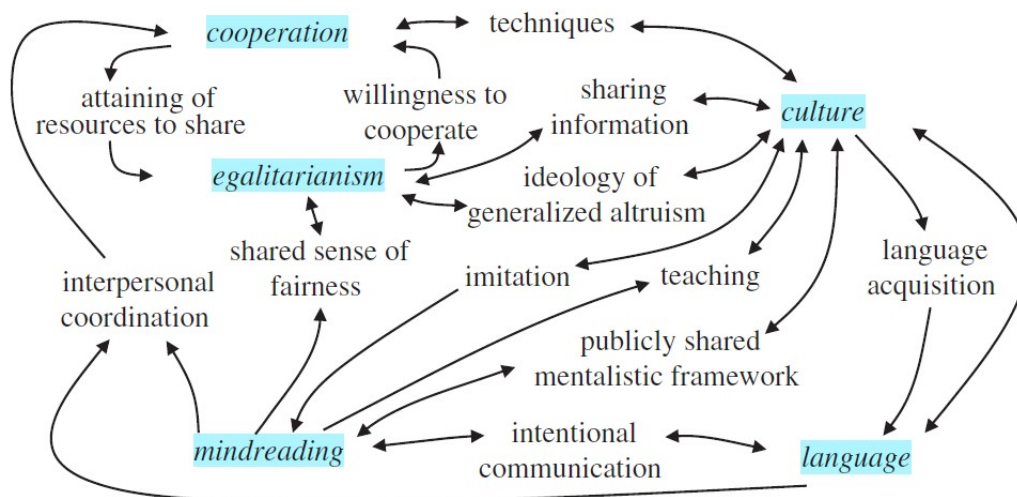 cooperation
techniques
attaining of
resources to share
willingness to
cooperate
sharing
information
culture
egalitarianism
ideology of
generalized altruism
shared sense of
fairness
interpersonal
coordination
imitation
teaching
language
acquisition
publicly shared
mentalistic framework
mindreading
intentional
communication
language